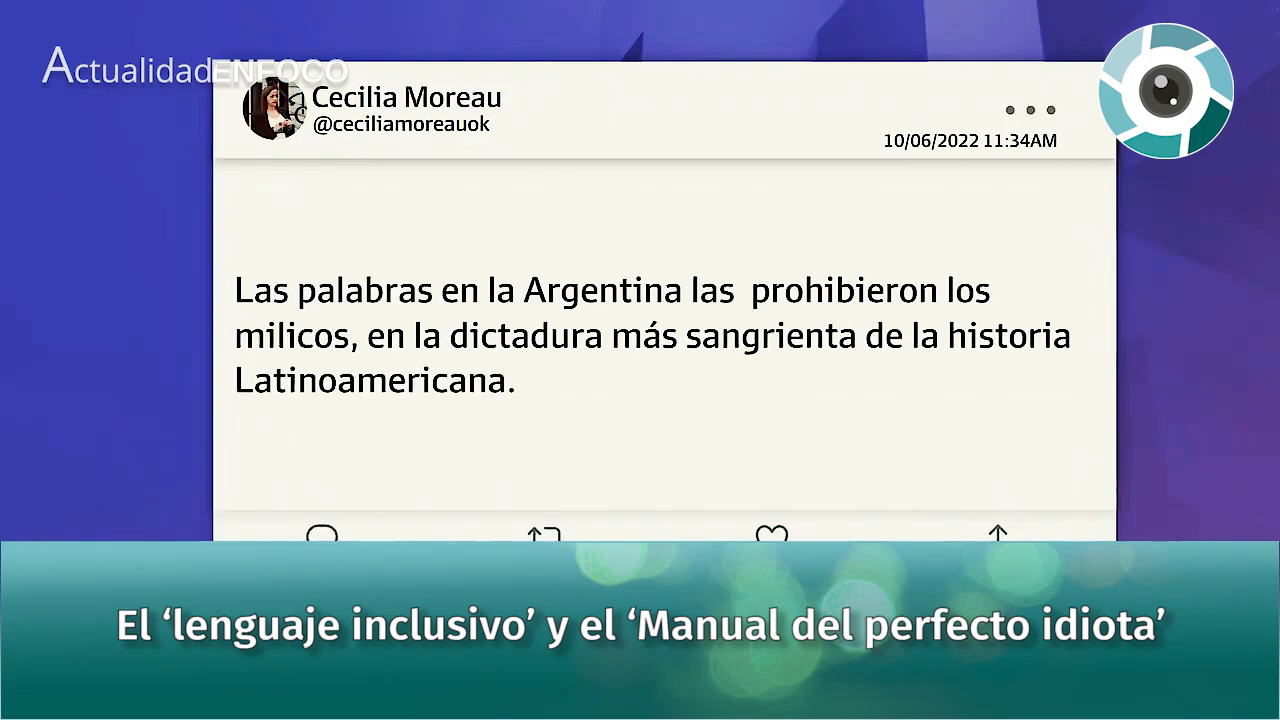 ActualidadENFOCO
Cecilia Moreau
@ceciliamoreauok
10/06/2022 11:34AM
Las palabras en la Argentina las prohibieron los
milicos, en la dictadura más sangrienta de la historia
Latinoamericana.
El ‘lenguaje inclusivo’ y el ‘Manual del perfecto idiota’